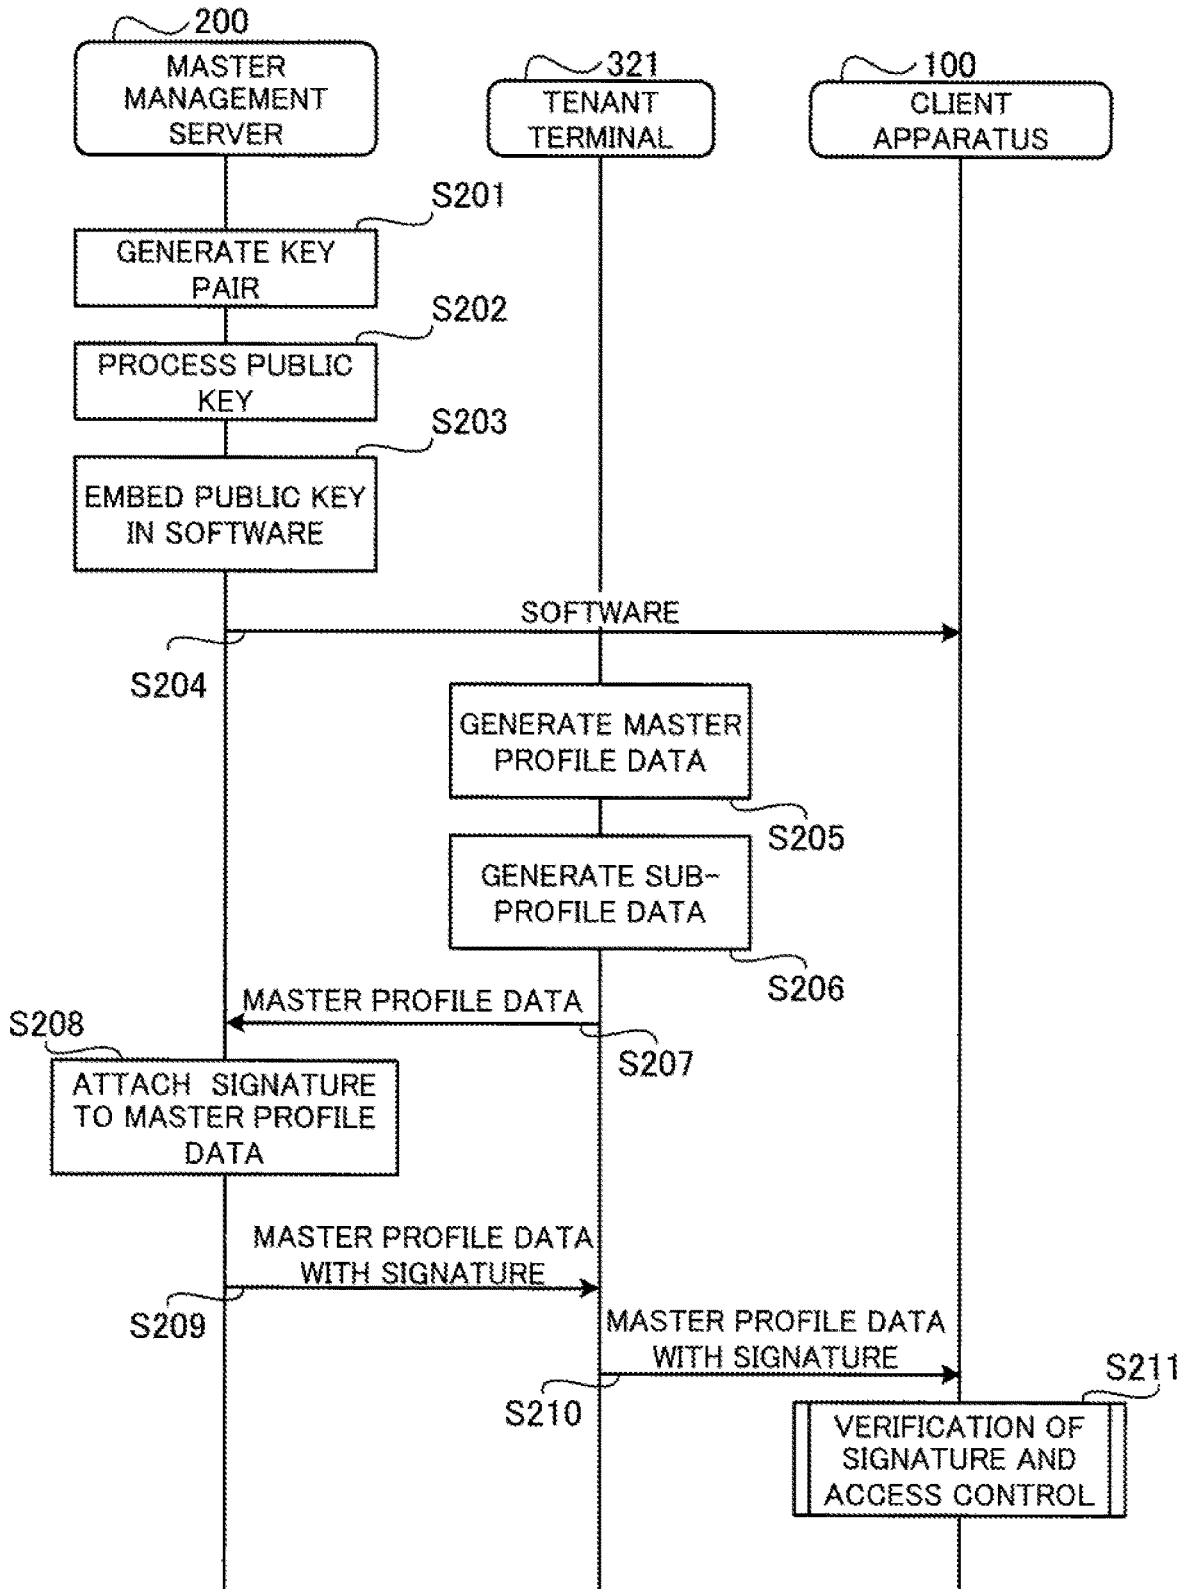 200
MASTER
MANAGEMENT
SERVER
321
TENANT
TERMINAL
100
CLIENT
APPARATUS
S201
GENERATE KEY
PAIR
S202
PROCESS PUBLIC
KEY
S203
EMBED PUBLIC KEY
IN SOFTWARE
SOFTWARE
S204
GENERATE MASTER
PROFILE DATA
S205
GENERATE SUB-
PROFILE DATA
S206
MASTER PROFILE DATA
S207
S208
ATTACH SIGNATURE
TO MASTER PROFILE
DATA
MASTER PROFILE DATA
WITH SIGNATURE
S209
MASTER PROFILE DATA
WITH SIGNATURE
S210
S211
VERIFICATION OF
SIGNATURE AND
ACCESS CONTROL